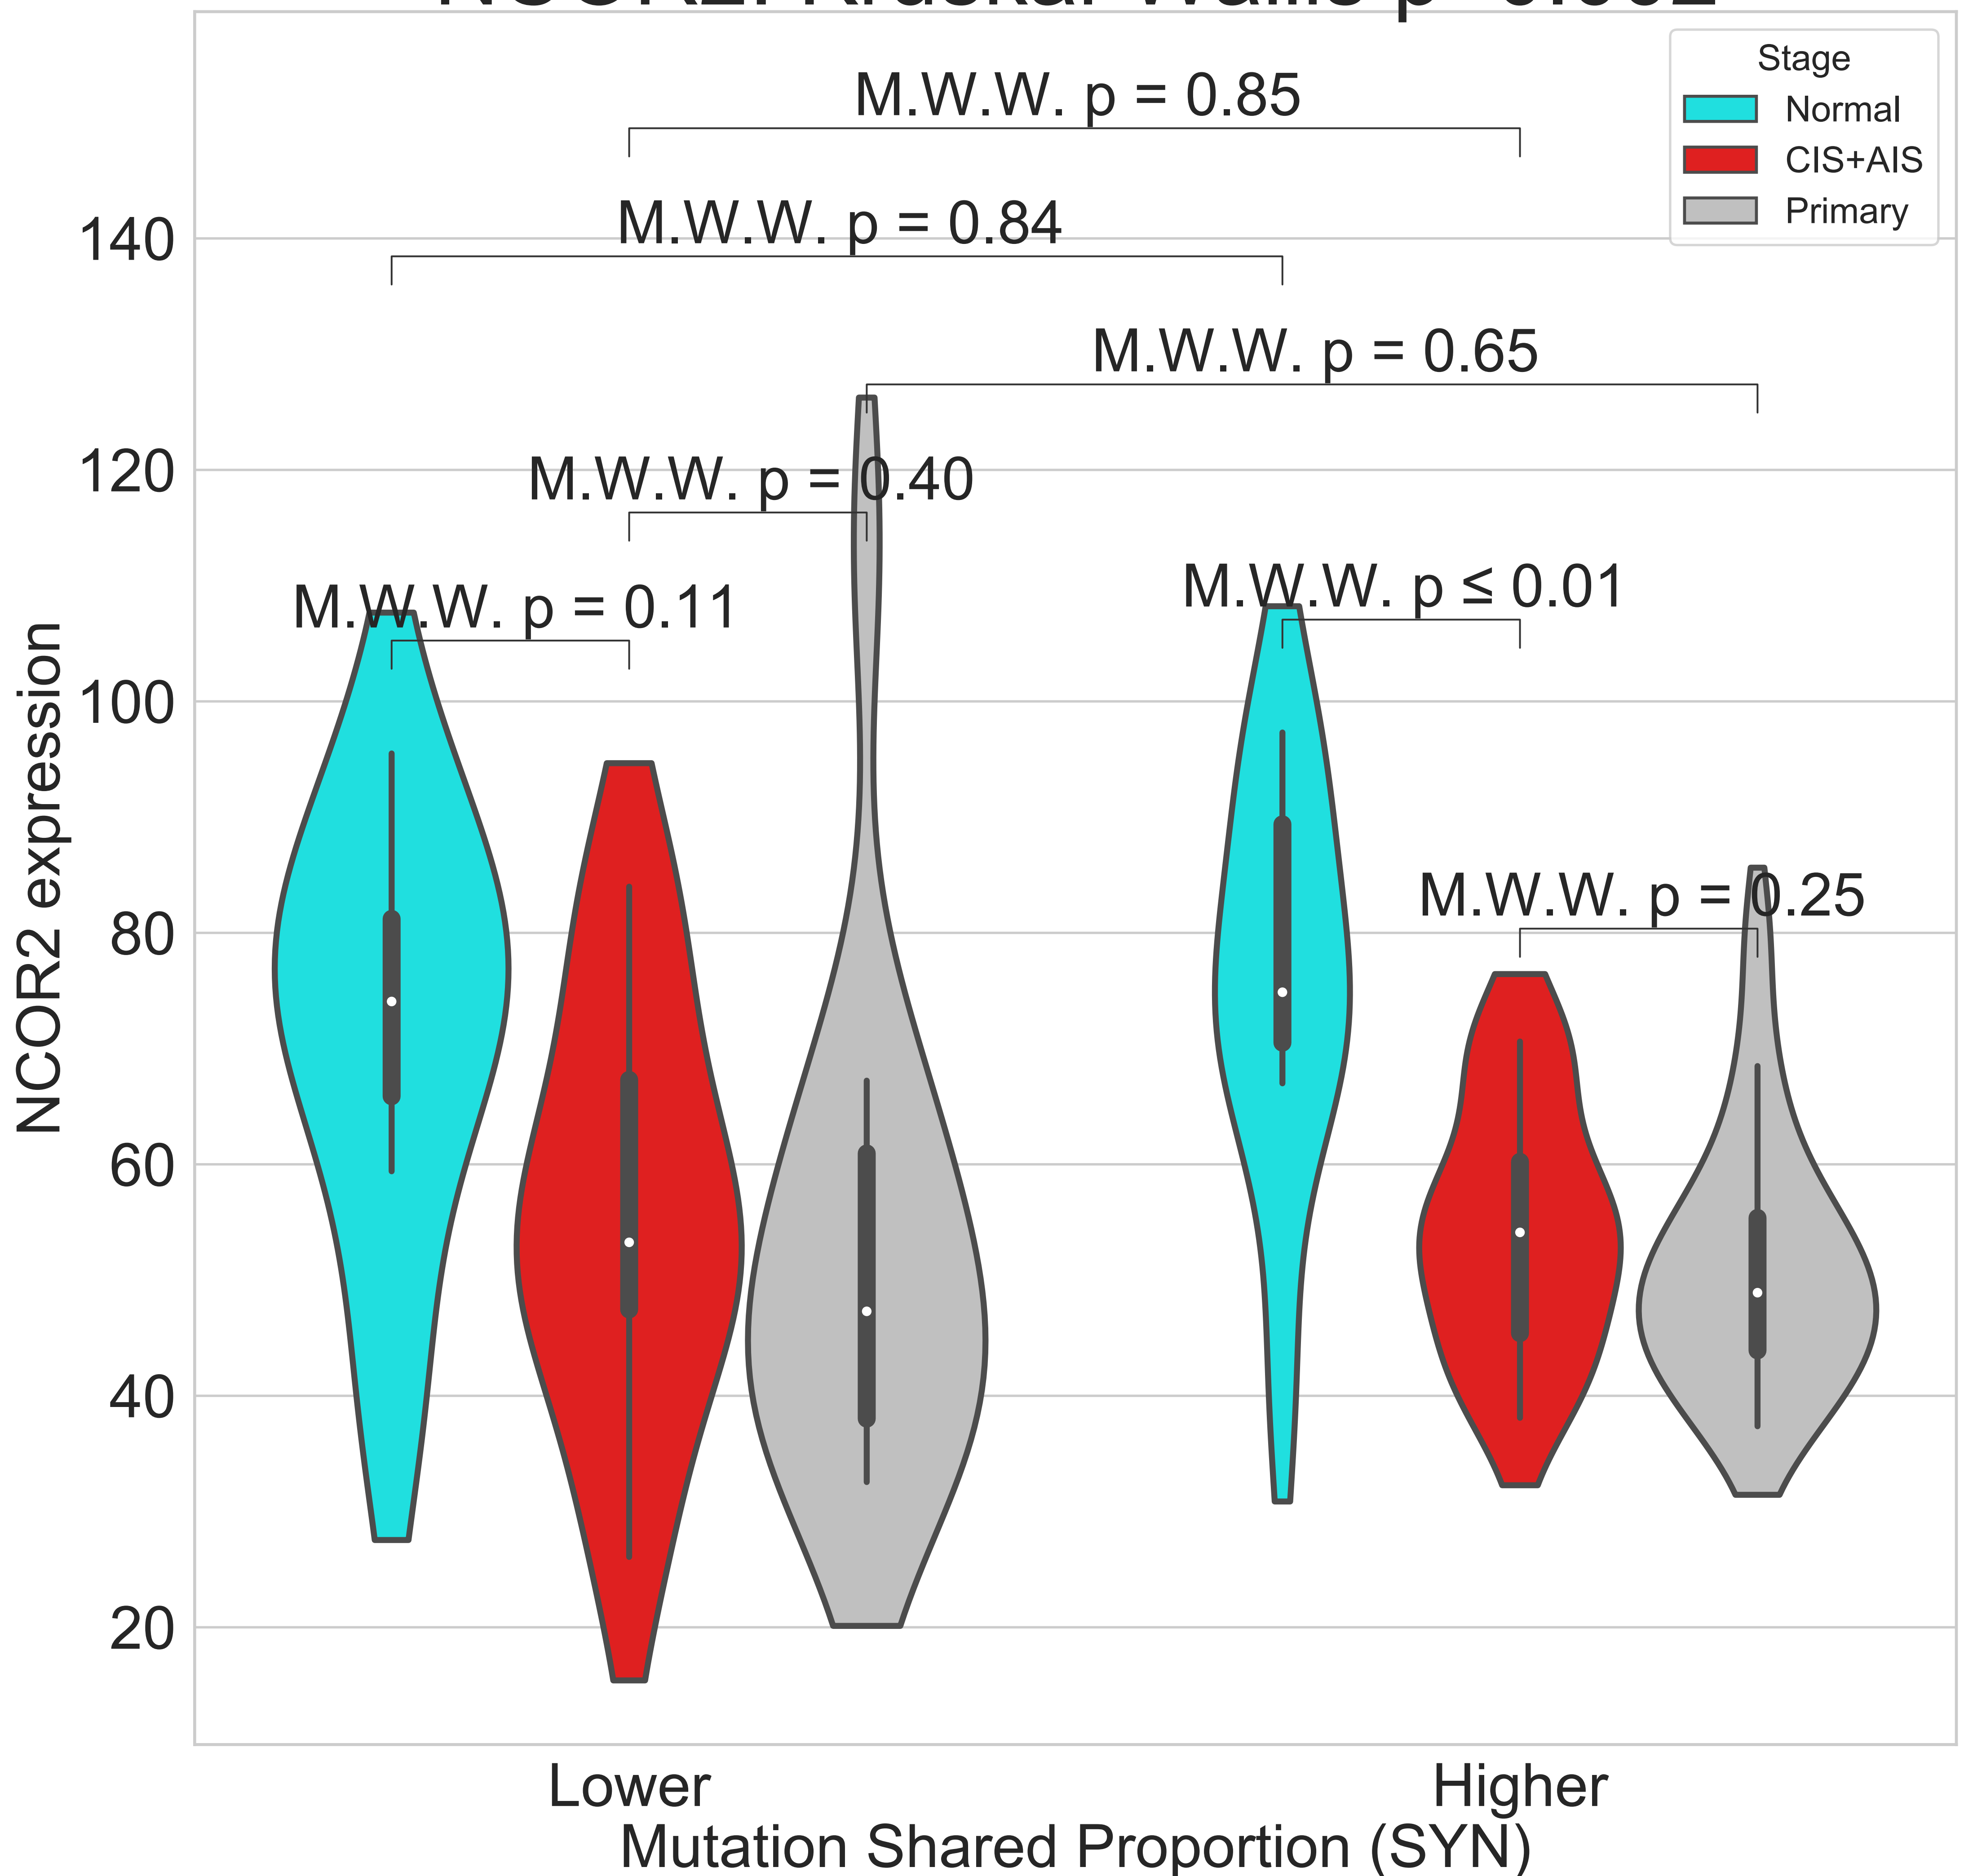 Stage
Normal
CIS+AIS
Primary
M.W.W. p = 0.85
M.W.W. p = 0.84
M.W.W. p = 0.65
M.W.W. p = 0.40
M.W.W. p = 0.11
M.W.W. p ≤ 0.01
M.W.W. p = 0.25
140
120
100
80
60
40
20
NCOR2 expression
Lower
Higher
Mutation Shared Proportion (SYN)